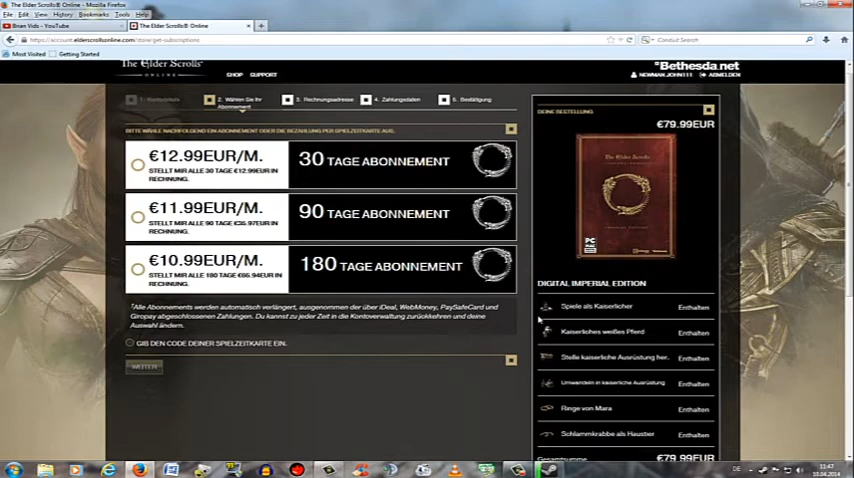 The Elder Scrolls® Online - Mozilla Firefox
File Edit View History Bookmarks Tools Help
Brian Vids - YouTube
The Elder Scrolls® Online
https://account.elderscrollsonline.com/store/get-subscriptions
Conduit Search
Most Visited Getting Started
The Elder Scrolls®
ONLINE
SHOP SUPPORT
Bethesda.net
NEWMAN JOHN111 ABMELDEN
2. Wählen Sie Ihr Abonnement
3. Rechnungsadresse
4. Zahlungsdaten
5. Bestätigung
BITTE WÄHLE NACHFOLGEND EIN ABONNEMENT ODER DIE BEZAHLUNG PER SPIELZEITKARTE AUS.
€12.99EUR/M.
STELLT MIR ALLE 30 TAGE €12.99EUR IN
RECHNUNG.
30 TAGE ABONNEMENT
€11.99EUR/M.
STELLT MIR ALLE 90 TAGE €35.97EUR IN
RECHNUNG.
90 TAGE ABONNEMENT
€10.99EUR/M.
STELLT MIR ALLE 180 TAGE €65.94EUR IN
RECHNUNG.
180 TAGE ABONNEMENT
*Alle Abonnements werden automatisch verlängert, ausgenommen der über iDeal, WebMoney, PaySafeCard und
Giropay abgeschlossenen Zahlungen. Du kannst zu jeder Zeit in die Kontoverwaltung zurückkehren und deine
Auswahl ändern.
GIB DEN CODE DEINER SPIELZEITKARTE EIN.
WEITER
DEINE BESTELLUNG
€79.99EUR
The Elder Scrolls
PC
DIGITAL IMPERIAL EDITION
Spiele als Kaiserlicher Enthalten
Kaiserliches weißes Pferd Enthalten
Stelle kaiserliche Ausrüstung her. Enthalten
Umwandeln in kaiserliche Ausrüstung Enthalten
Ringe von Mara Enthalten
Schlammkrabbe als Haustier Enthalten
Gesamtsumme €79.99EUR
DE
11:47
10.04.2014